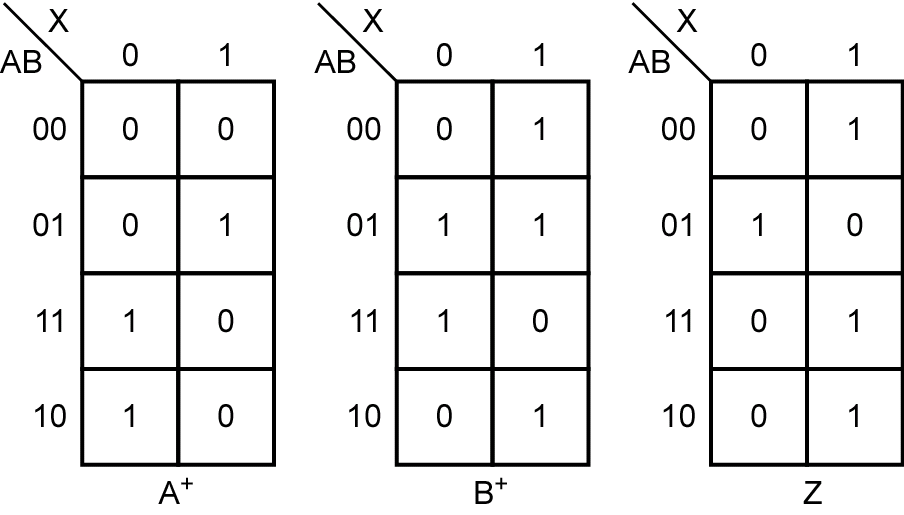 X X X
AB 0 1 AB 0 1 AB 0 1
00 0 0 00 0 1 00 0 1
01 0 1 01 1 1 01 1 0
11 1 0 11 1 0 11 0 1
10 1 0 10 0 1 10 0 1
A⁺ B⁺ Z